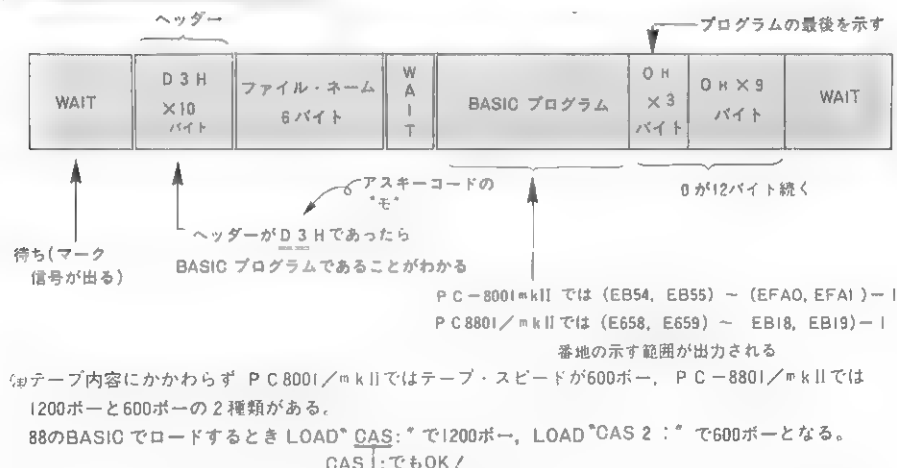 ヘッダー
プログラムの最後を示す
WAIT
D3H
×10
バイト
ファイル・ネーム
6バイト
WAIT
BASIC プログラム
0H
×3
バイト
0H×9
バイト
WAIT
アスキーコードの
"モ"
0が12バイト続く
ヘッダーがD3Hであったら
BASIC プログラムであることがわかる
待ち(マーク
信号が出る)
PC-8001mkIIでは(EB54, EB55)~(EFA0, EFA1)-1
PC8801/mkIIでは(E658, E659)~ EB18, EB19)-1
番地の示す範囲が出力される
テープ内容にかかわらず PC8001/mkIIではテープ・スピードが600ボー, PC-8801/mkIIでは
1200ボーと600ボーの2種類がある。
88のBASICでロードするとき LOAD"CAS:"で1200ボー, LOAD"CAS2:"で600ボーとなる。
CAS1:でもOK!